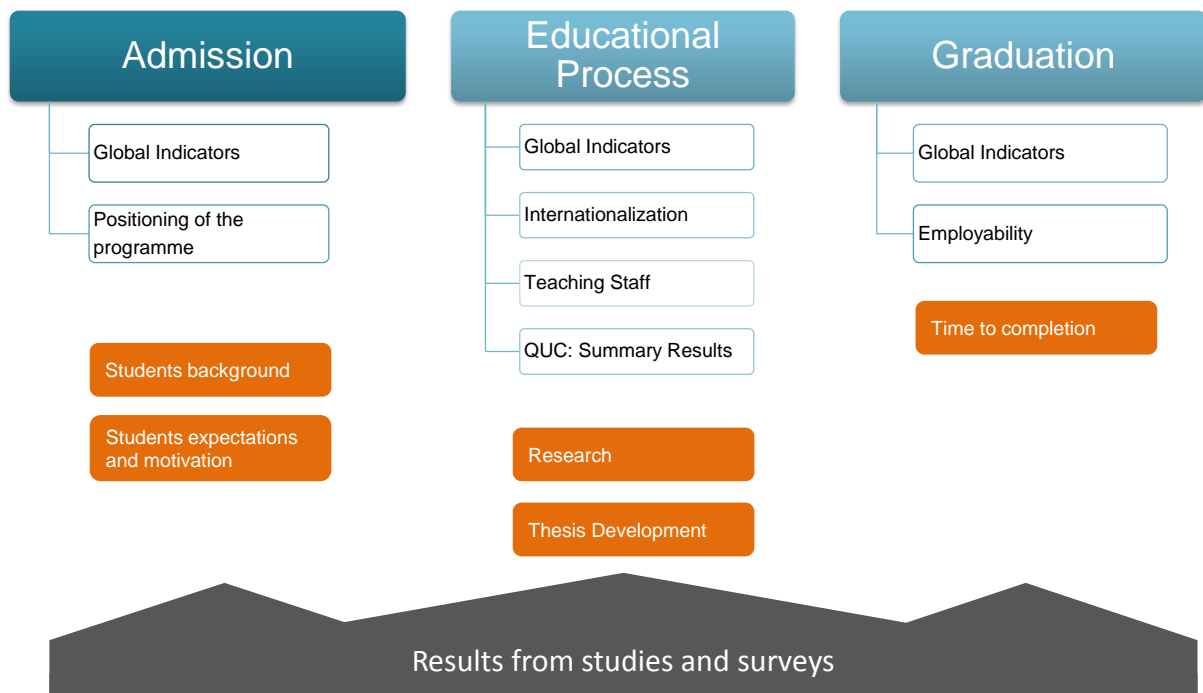 Admission
Global Indicators
Positioning of the
programme
Students background
Students expectations
and motivation
Educational
Process
Global Indicators
Internationalization
Teaching Staff
QUC: Summary Results
Research
Thesis Development
Graduation
Global Indicators
Employability
Time to completion
Results from studies and surveys